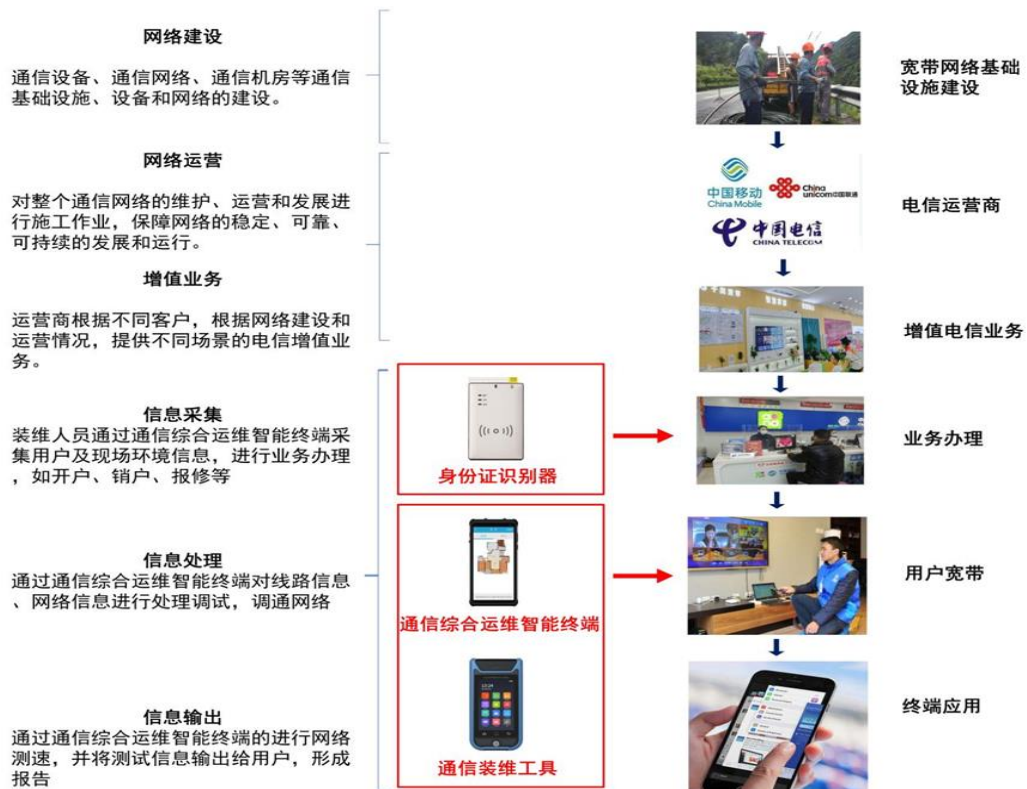 网络建设
通信设备、通信网络、通信机房等通信
基础设施、设备和网络的建设。
宽带网络基础
设施建设
网络运营
对整个通信网络的维护、运营和发展进
行施工作业，保障网络的稳定、可靠、
可持续的发展和运行。
中国移动
China Mobile
China
unicom中国联通
中国电信
CHINA TELECOM
电信运营商
增值业务
运营商根据不同客户，根据网络建设和
运营情况，提供不同场景的电信增值业
务。
增值电信业务
信息采集
装维人员通过通信综合运维智能终端采
集用户及现场环境信息，进行业务办理
，如开户、销户、报修等
身份证识别器
业务办理
信息处理
通过通信综合运维智能终端对线路信息
、网络信息进行处理调试，调通网络
通信综合运维智能终端
用户宽带
信息输出
通过通信综合运维智能终端的进行网络
测速，并将测试信息输出给用户，形成
报告
13:24
通信装维工具
终端应用